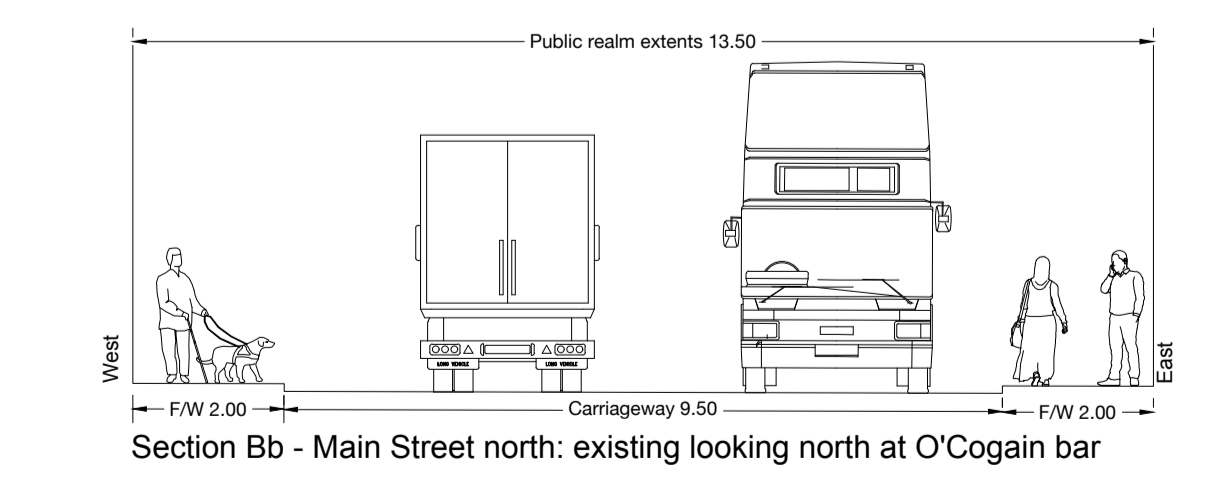 Public realm extents 13.50
LONG VEHICLE LONG VEHICLE
West
East
F/W 2.00
Carriageway 9.50
F/W 2.00
Section Bb - Main Street north: existing looking north at O'Cogain bar